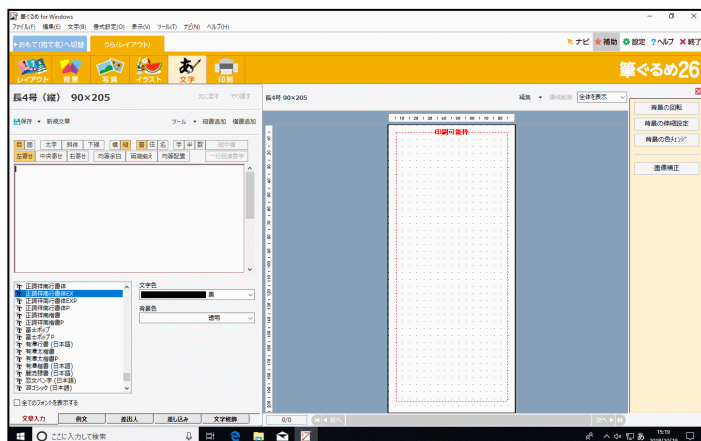 筆ぐるめ for Windows
ファイル(F) 編集(E) 文字(B) 書式設定(O) 表示(V) ツール(T) ナビ(N) ヘルプ(H)
▶おもて(宛て名)へ切替 うら(レイアウト) ナビ 補助 設定 ?ヘルプ ×終了
レイアウト 背景 写真 イラスト 文字 印刷 筆ぐるめ26
長4号（縦） 90×205 元に戻す やり直す
長4号 90×205 編集 全体を表示
保存 新規文章 ツール 縦書追加 横書追加
太字 斜体 下線 横 縦 名 字 半 数
左寄せ 中央寄せ 右寄せ 均等余白 両端揃え 均等配置
印刷可能枠
背景の回転
背景の伸縮設定
背景の色ﾁｪﾝｼﾞ
画像補正
正調祥南行書体
正調祥南行書体EX
正調祥南行書体EXP
正調祥南行書体P
正調祥南楷書
正調祥南楷書P
富士ポップ
富士ポップP
有澤行書 (日本語)
有澤太楷書
有澤太楷書P
有澤楷書 (日本語)
麗流隷書 (日本語)
恋文ペン字 (日本語)
文字色
黒
背景色
透明
全てのフォントを表示する
文章入力 例文 差出人 差し込み 文字修飾
0/0 前へ 次へ
ここに入力して検索
あ 15:19